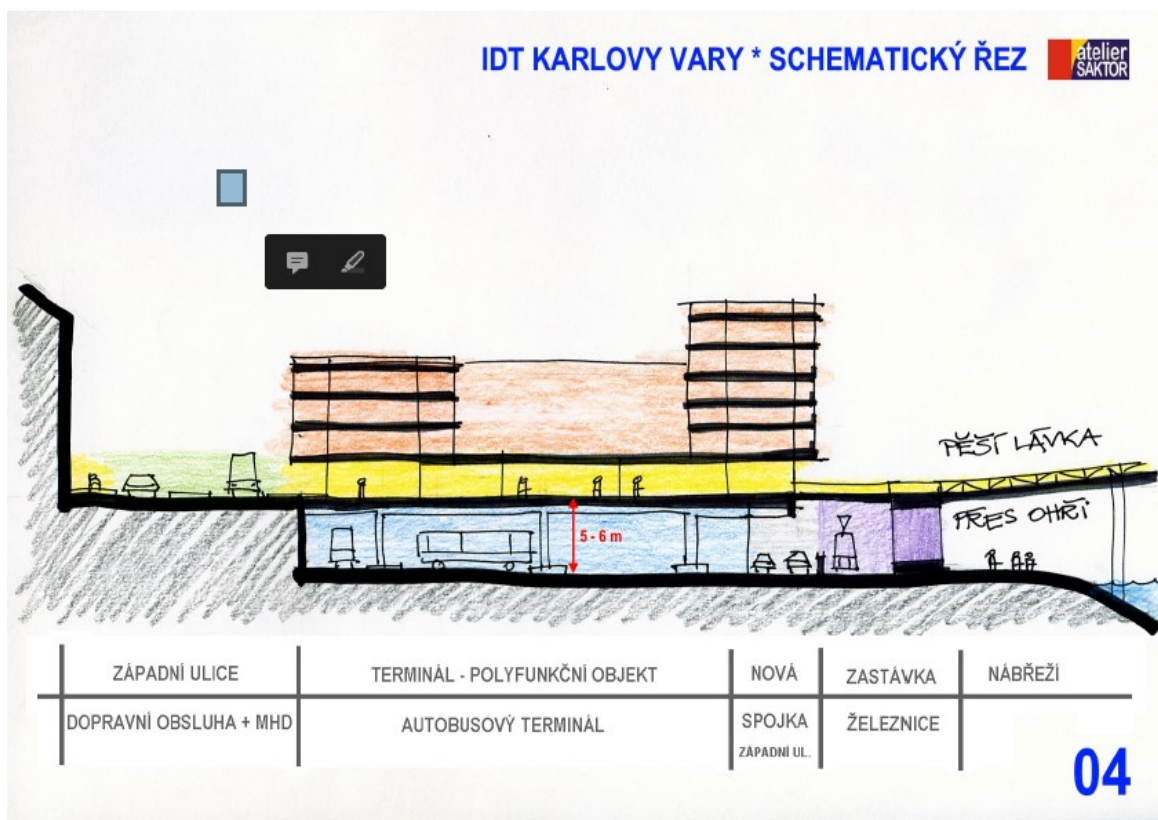 IDT KARLOVY VARY * SCHEMATICKÝ ŘEZ
atelier
SAKTOR
PĚŠÍ LÁVKA
PŘES OHŘI
5 - 6 m
ZÁPADNÍ ULICE
TERMINÁL - POLYFUNKČNÍ OBJEKT
NOVÁ
ZASTÁVKA
NÁBŘEŽÍ
DOPRAVNÍ OBSLUHA + MHD
AUTOBUSOVÝ TERMINÁL
SPOJKA
ZÁPADNÍ UL.
ŽELEZNICE
04